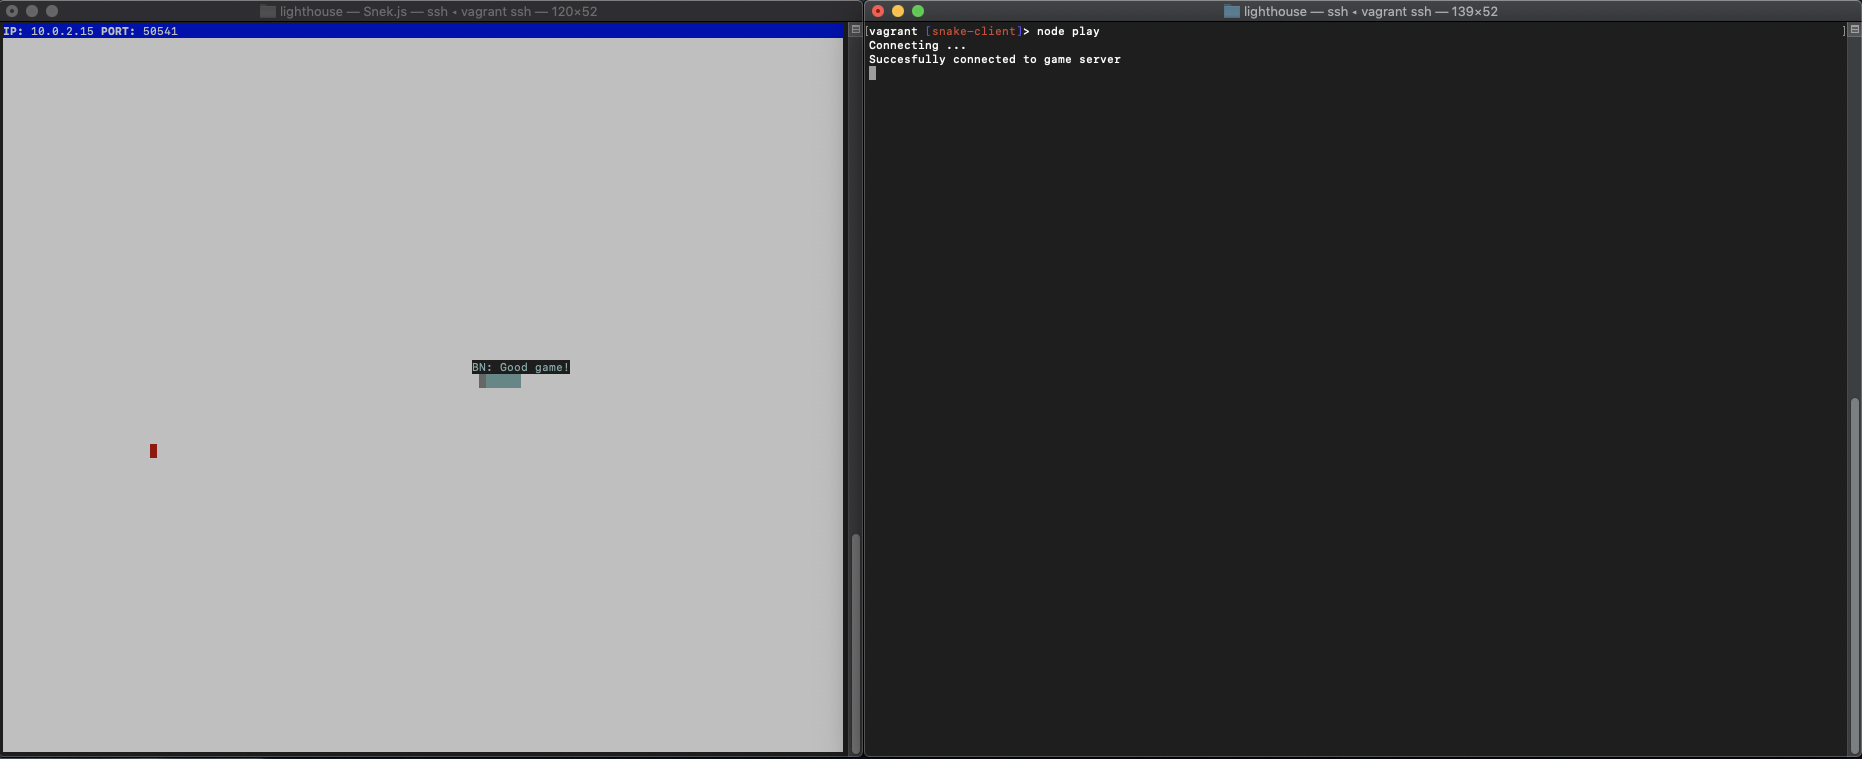 lighthouse — Snek.js — ssh ◂ vagrant ssh — 120×52
IP: 10.0.2.15 PORT: 50541
BN: Good game!
lighthouse — ssh ◂ vagrant ssh — 139×52
[vagrant [snake-client]> node play ]
Connecting ...
Succesfully connected to game server